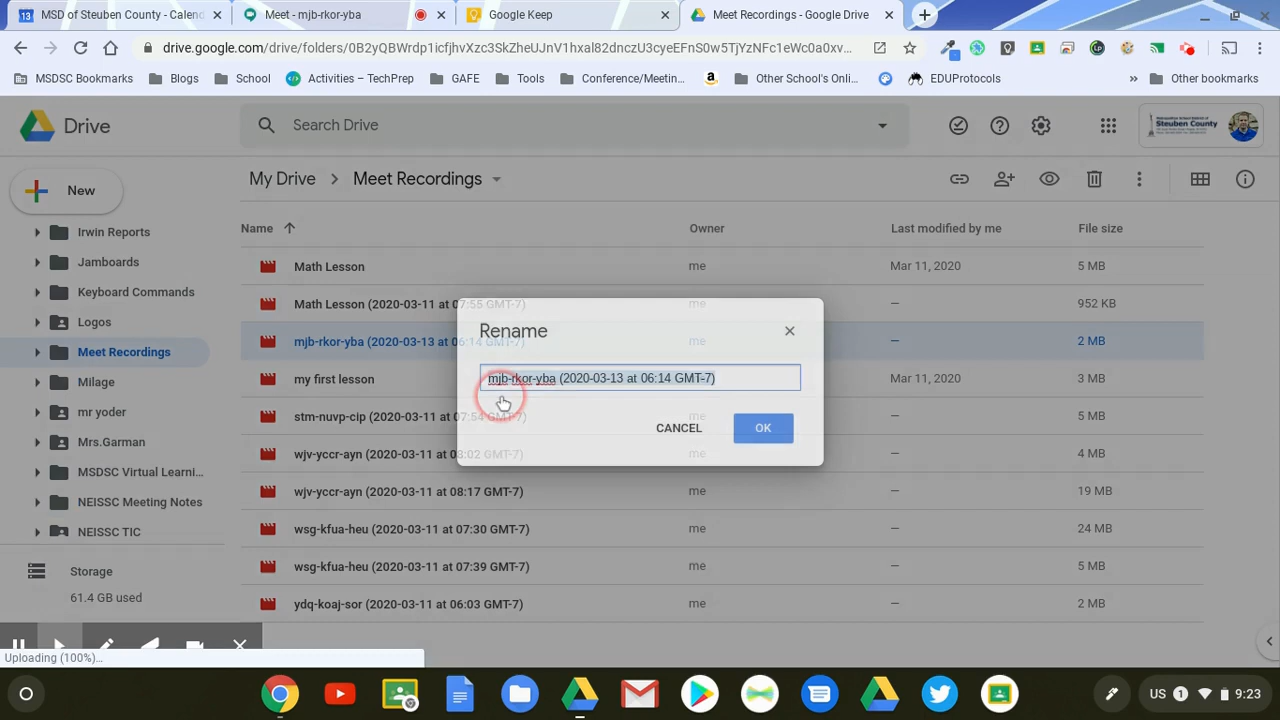 MSD of Steuben County - Calend
Meet - mjb-rkor-yba
Google Keep
Meet Recordings - Google Drive
drive.google.com/drive/folders/0B2yQBWrdp1icfjhvXzc3SkZheUJnV1hxal82dnczU3cyeEFnS0w5TjYzNFc1eWc0a0xv...
MSDSC Bookmarks
Blogs
School
Activities – TechPrep
GAFE
Tools
Conference/Meetin...
Other School's Onli...
EDUProtocols
Other bookmarks
Drive
Search Drive
Steuben County
New
My Drive
Meet Recordings
Name
Owner
Last modified by me
File size
Irwin Reports
Jamboards
Keyboard Commands
Logos
Meet Recordings
Milage
mr yoder
Mrs.Garman
MSDSC Virtual Learni...
NEISSC Meeting Notes
NEISSC TIC
Storage
61.4 GB used
Math Lesson me Mar 11, 2020 5 MB
Math Lesson (2020-03-11 at 07:55 GMT-7) me — 952 KB
mjb-rkor-yba (2020-03-13 at 06:14 GMT-7) me — 2 MB
my first lesson me Mar 11, 2020 3 MB
stm-nuvp-cip (2020-03-11 at 07:54 GMT-7) me — 5 MB
wjv-yccr-ayn (2020-03-11 at 08:02 GMT-7) me — 4 MB
wjv-yccr-ayn (2020-03-11 at 08:17 GMT-7) me — 19 MB
wsg-kfua-heu (2020-03-11 at 07:30 GMT-7) me — 24 MB
wsg-kfua-heu (2020-03-11 at 07:39 GMT-7) me — 5 MB
ydq-koaj-sor (2020-03-11 at 06:03 GMT-7) me — 2 MB
Rename
mjb-rkor-yba (2020-03-13 at 06:14 GMT-7)
CANCEL
OK
Uploading (100%)...
US 1 9:23